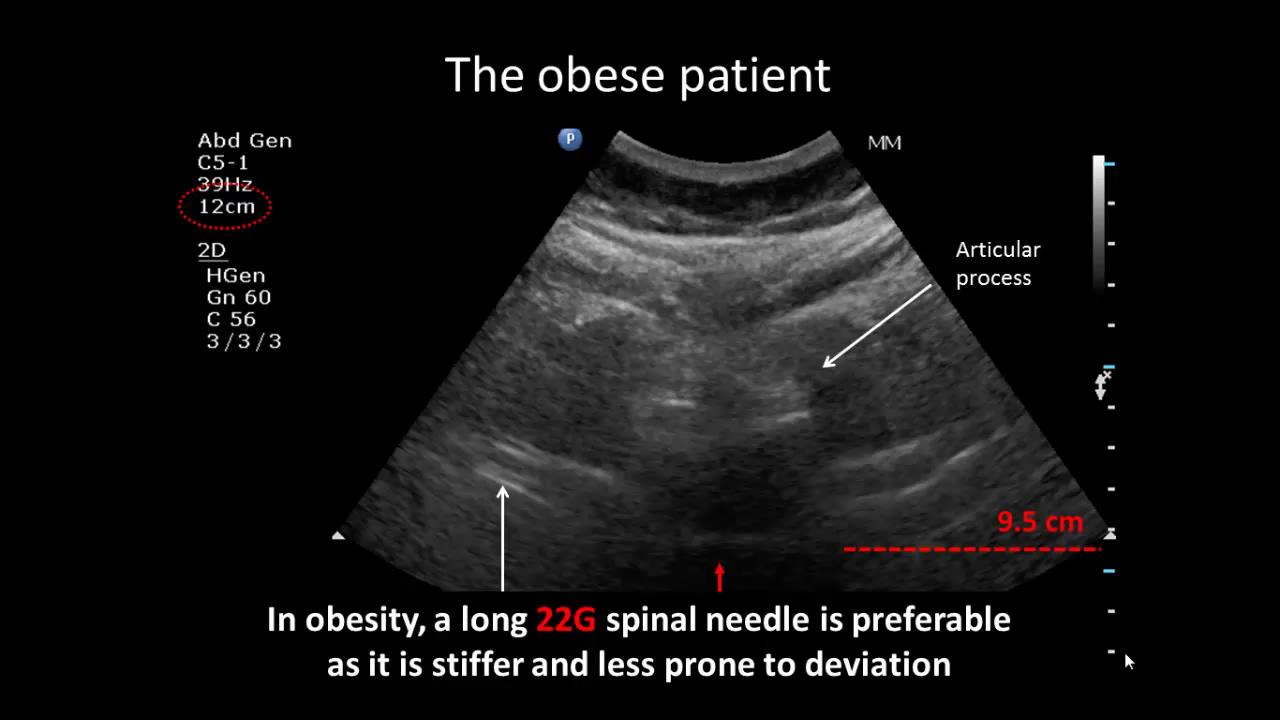 The obese patient
Abd Gen
C5-1
39Hz
12cm
2D
HGen
Gn 60
C 56
3/3/3
P
MM
Articular
process
9.5 cm
In obesity, a long 22G spinal needle is preferable
as it is stiffer and less prone to deviation